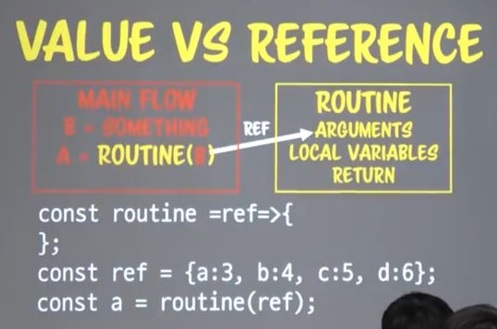 VALUE VS REFERENCE
MAIN FLOW
B = SOMETHING
A = ROUTINE(B)
REF
ROUTINE
ARGUMENTS
LOCAL VARIABLES
RETURN
const routine =ref=>{
};
const ref = {a:3, b:4, c:5, d:6};
const a = routine(ref);